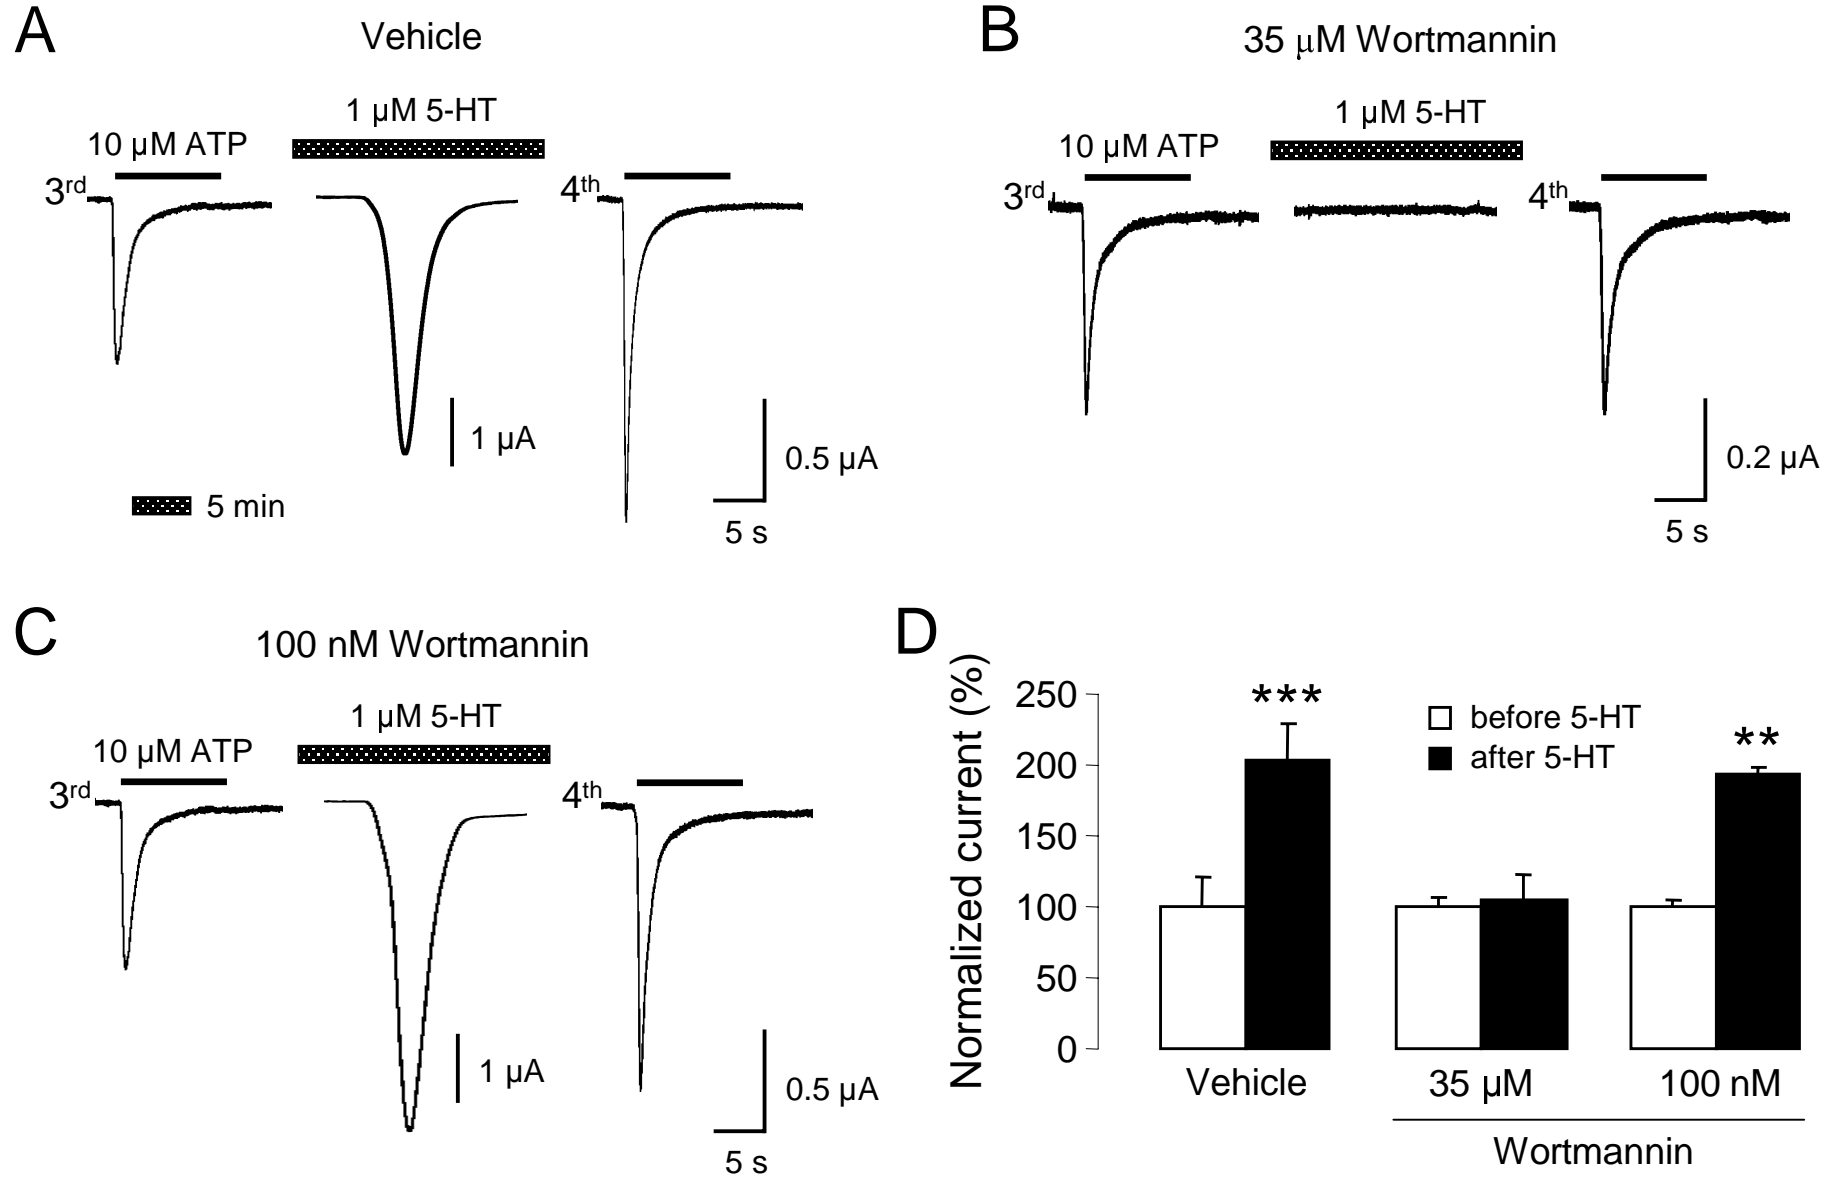 A
Vehicle
1 µM 5-HT
10 µM ATP
3rd
4th
1 µA
0.5 µA
5 min
5 s
B
35 μM Wortmannin
1 µM 5-HT
10 µM ATP
3rd
4th
0.2 µA
5 s
C
100 nM Wortmannin
1 µM 5-HT
10 µM ATP
3rd
4th
1 µA
0.5 µA
5 s
D
Normalized current (%)
250
200
150
100
50
0
***
**
before 5-HT
after 5-HT
Vehicle
35 µM
100 nM
Wortmannin